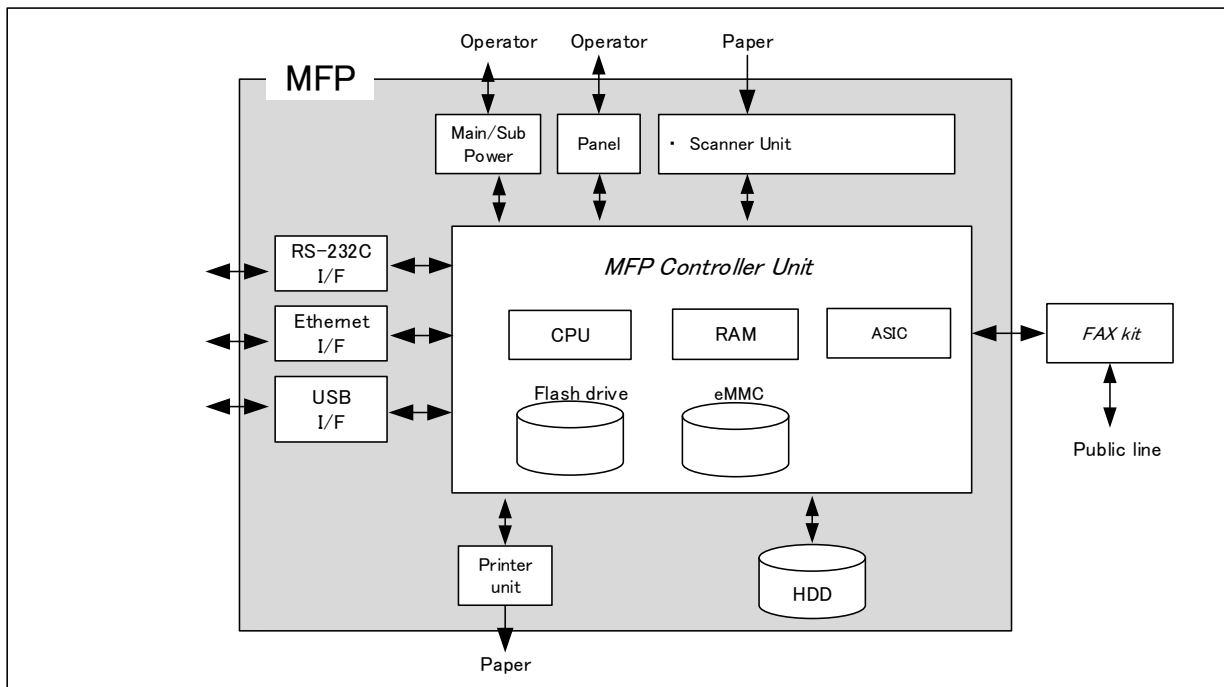 Operator
Operator
Paper
MFP
Main/Sub
Power
Panel
・ Scanner Unit
RS-232C
I/F
MFP Controller Unit
Ethernet
I/F
CPU
RAM
ASIC
FAX kit
USB
I/F
Flash drive
eMMC
Public line
Printer
unit
HDD
Paper